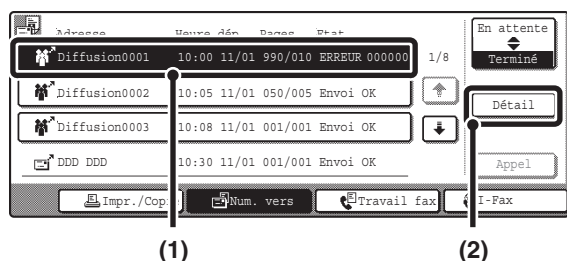 Adresse Heure dép. Pages Etat
Diffusion0001 10:00 11/01 990/010 ERREUR 000000
Diffusion0002 10:05 11/01 050/005 Envoi OK
Diffusion0003 10:08 11/01 001/001 Envoi OK
DDD DDD 10:30 11/01 001/001 Envoi OK
1/8
En attente
Terminé
Détail
Appel
Impr./Copie Num. vers Travail fax I-Fax
(1) (2)